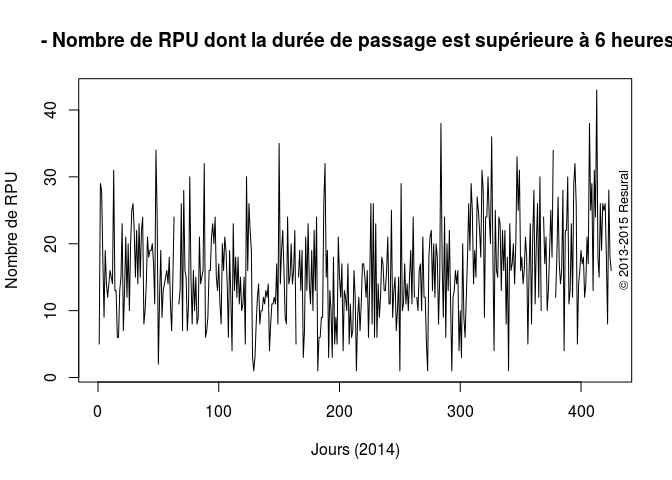 - Nombre de RPU dont la durée de passage est supérieure à 6 heures
Nombre de RPU
40
30
20
10
0
© 2013-2015 Resural
0 100 200 300 400
Jours (2014)